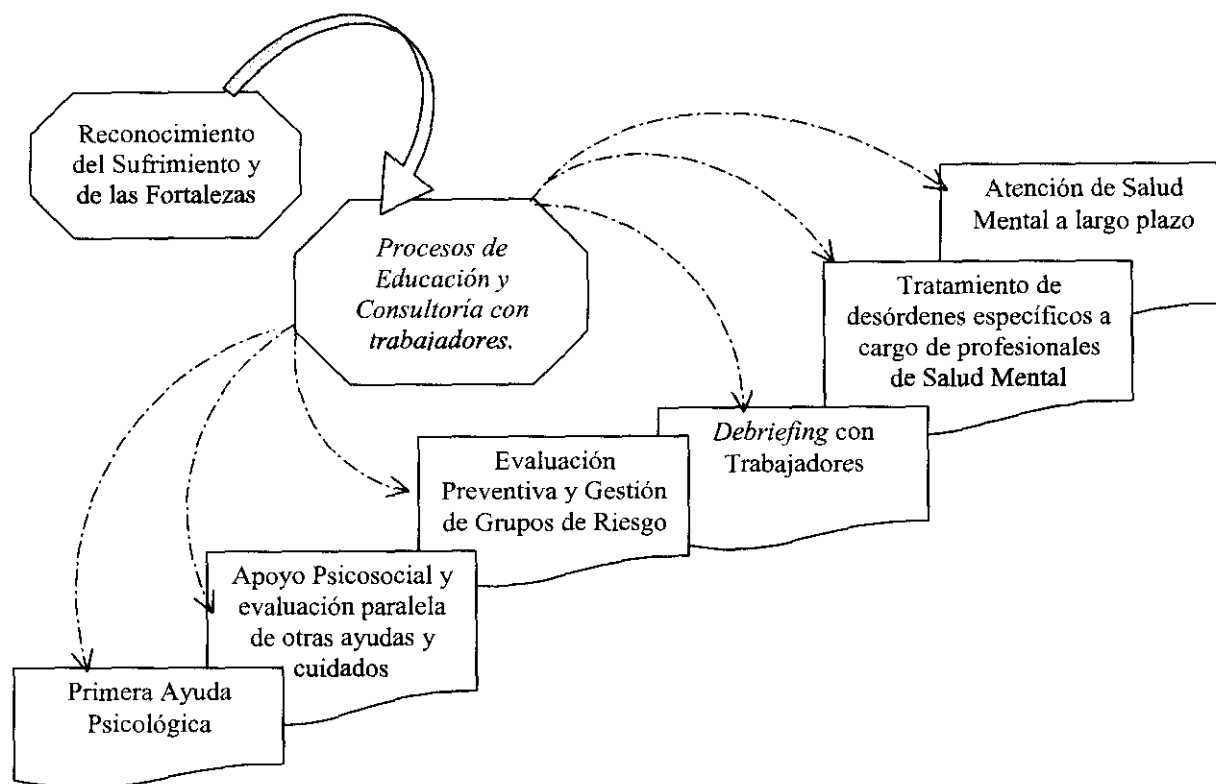 Reconocimiento
del Sufrimiento y
de las Fortalezas
Procesos de
Educación y
Consultoría con
trabajadores.
Atención de Salud
Mental a largo plazo
Tratamiento de
desórdenes específicos a
cargo de profesionales
de Salud Mental
Debriefing con
Trabajadores
Evaluación
Preventiva y Gestión
de Grupos de Riesgo
Apoyo Psicosocial y
evaluación paralela
de otras ayudas y
cuidados
Primera Ayuda
Psicológica